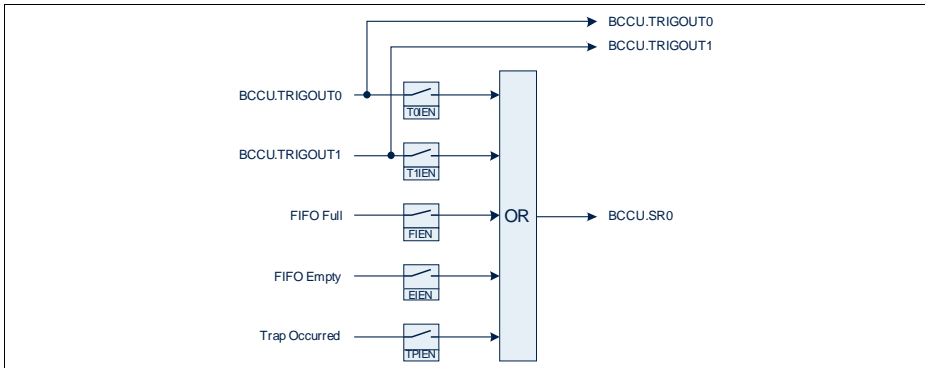 BCCU.TRIGOUT0
BCCU.TRIGOUT1
BCCU.TRIGOUT0
T0IEN
BCCU.TRIGOUT1
T1IEN
FIFO Full
FIEN
OR
BCCU.SR0
FIFO Empty
EIEN
Trap Occurred
TPIEN